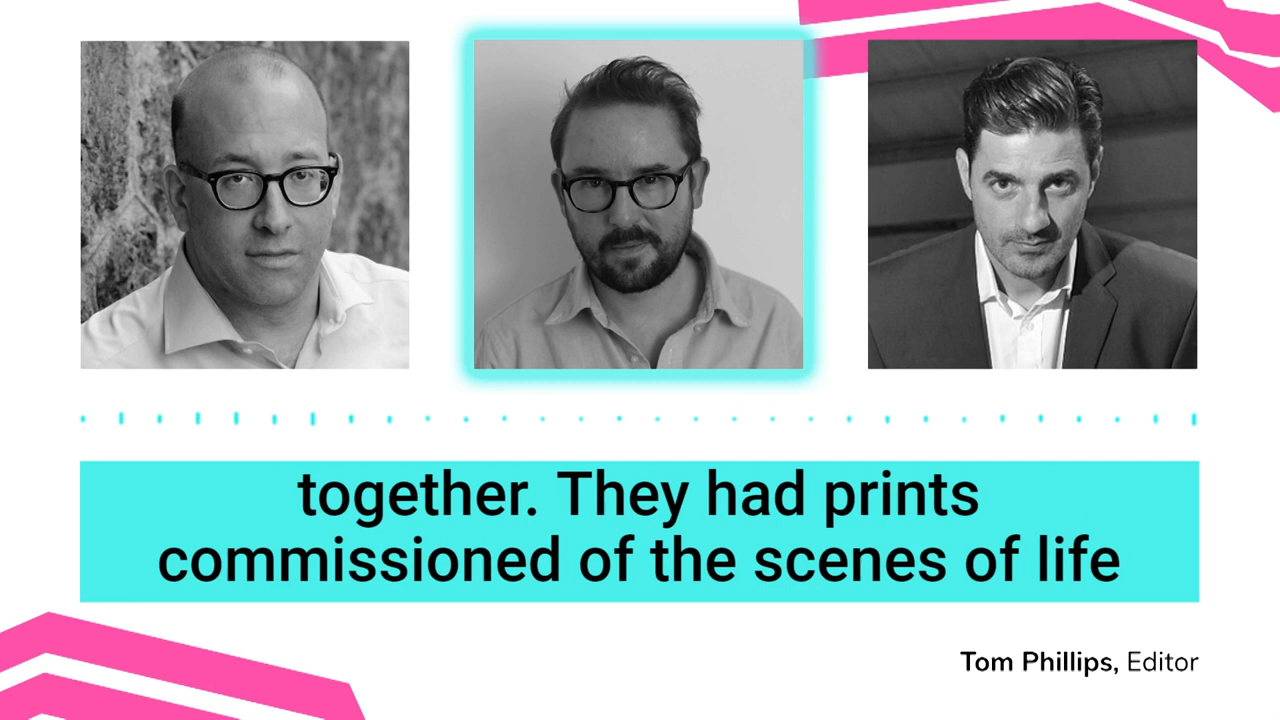 together. They had prints
commissioned of the scenes of life
Tom Phillips, Editor